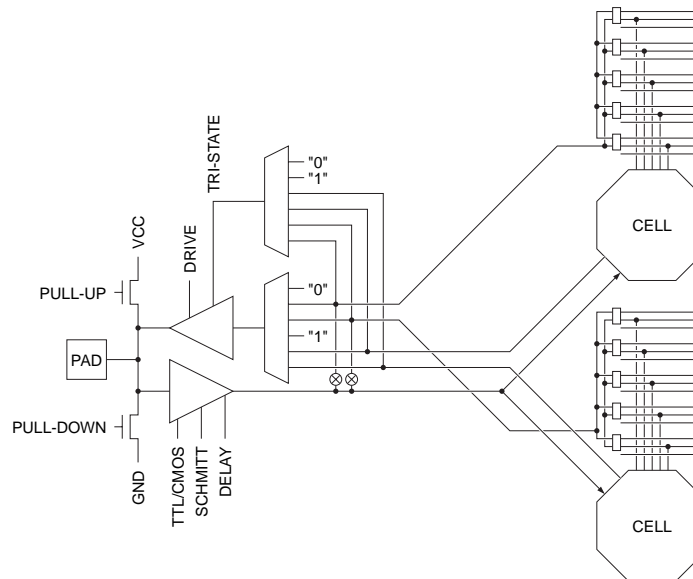 "0"
"1"
TRI-STATE
VCC
DRIVE
CELL
PULL-UP
"0"
"1"
PAD
PULL-DOWN
GND
TTL/CMOS
SCHMITT
DELAY
CELL